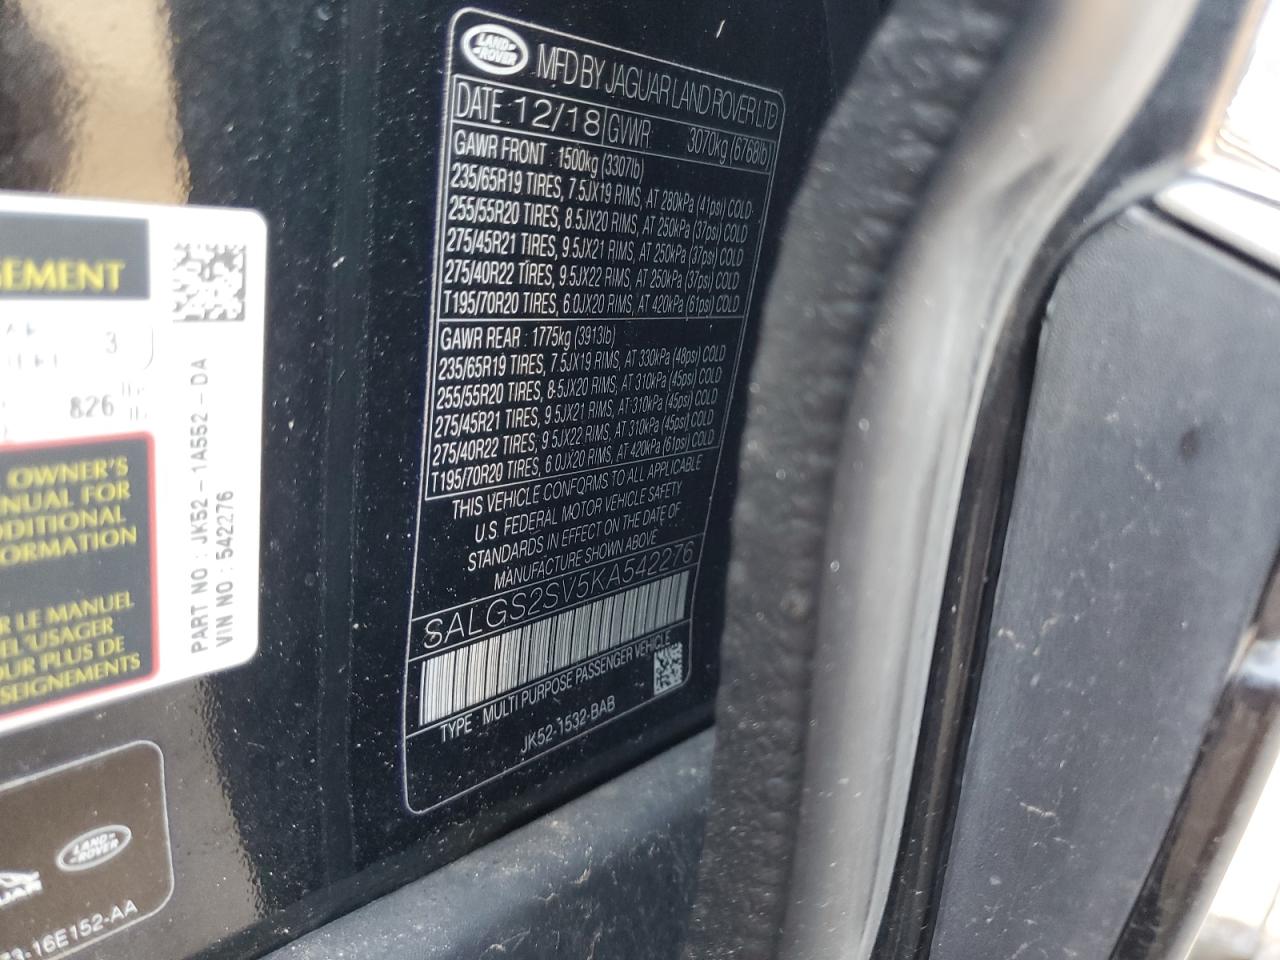 LAND ROVER
MFD BY JAGUAR LAND ROVER LTD
DATE 12/18 GVWR 3070kg (6768lb)
GAWR FRONT : 1500kg (3307lb)
235/65R19 TIRES, 7.5JX19 RIMS, AT 280kPa (41psi) COLD
255/55R20 TIRES, 8.5JX20 RIMS, AT 250kPa (37psi) COLD
275/45R21 TIRES, 9.5JX21 RIMS, AT 250kPa (37psi) COLD
275/40R22 TIRES, 9.5JX22 RIMS, AT 250kPa (37psi) COLD
T195/70R20 TIRES, 6.0JX20 RIMS, AT 420kPa (61psi) COLD
GAWR REAR : 1775kg (3913lb)
235/65R19 TIRES, 7.5JX19 RIMS, AT 330kPa (48psi) COLD
255/55R20 TIRES, 8.5JX20 RIMS, AT 310kPa (45psi) COLD
275/45R21 TIRES, 9.5JX21 RIMS, AT 310kPa (45psi) COLD
275/40R22 TIRES, 9.5JX22 RIMS, AT 310kPa (45psi) COLD
T195/70R20 TIRES, 6.0JX20 RIMS, AT 420kPa (61psi) COLD
THIS VEHICLE CONFORMS TO ALL APPLICABLE
U.S. FEDERAL MOTOR VEHICLE SAFETY
STANDARDS IN EFFECT ON THE DATE OF
MANUFACTURE SHOWN ABOVE
SALGS2SV5KA542276
TYPE : MULTI PURPOSE PASSENGER VEHICLE
JK52-1532-BAB
GEMENT
3
826
OWNER'S
NUAL FOR
DDITIONAL
ORMATION
R LE MANUEL
EL'USAGER
OUR PLUS DE
SEIGNEMENTS
PART NO : JK52-1A552-DA
VIN NO : 542276
LAND ROVER
-16E152-AA